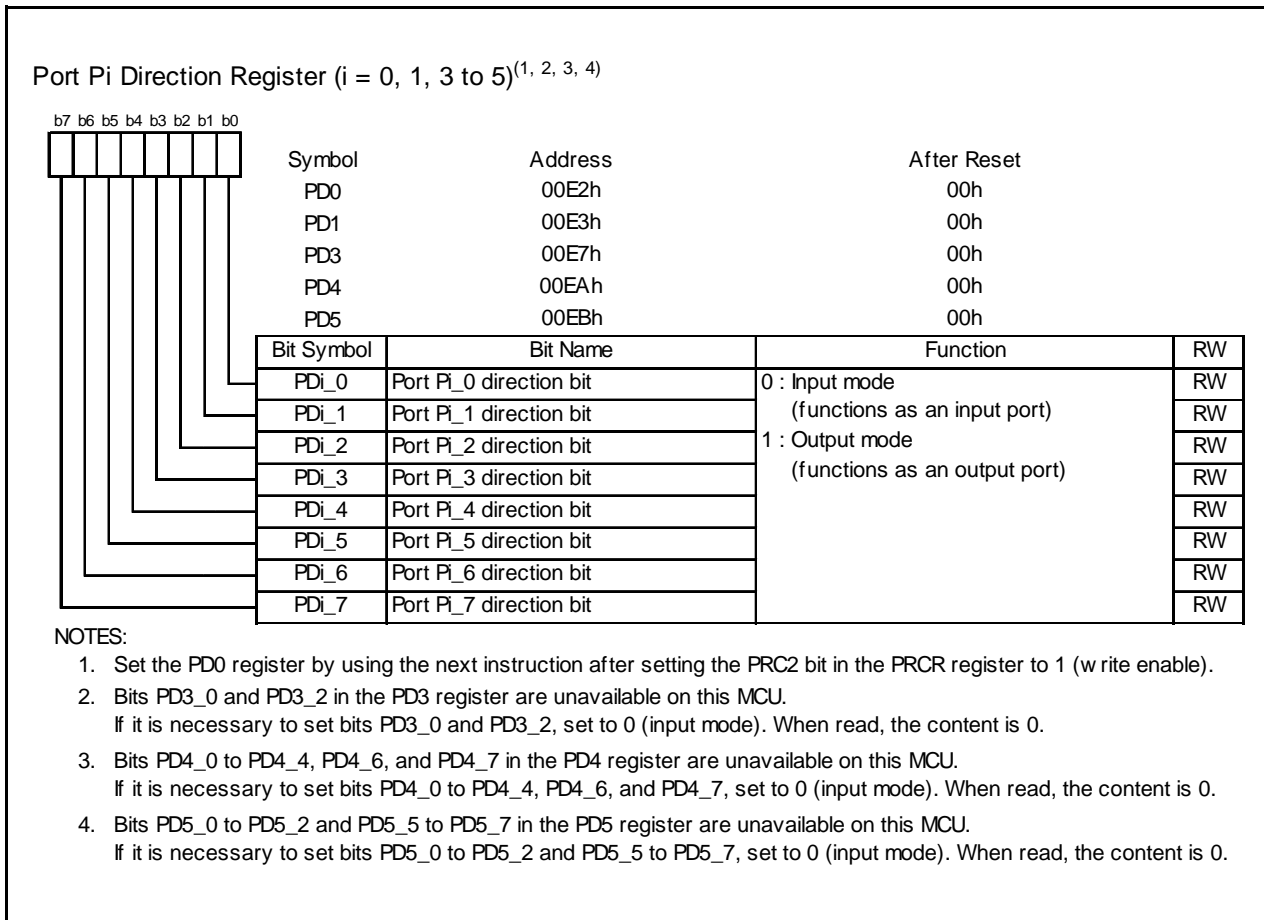 Port Pi Direction Register (i = 0, 1, 3 to 5)(1, 2, 3, 4)
b7 b6 b5 b4 b3 b2 b1 b0
Symbol Address After Reset
PD0 00E2h 00h
PD1 00E3h 00h
PD3 00E7h 00h
PD4 00EAh 00h
PD5 00EBh 00h
Bit Symbol Bit Name Function RW
PDi_0 Port Pi_0 direction bit 0 : Input mode RW
PDi_1 Port Pi_1 direction bit (functions as an input port) RW
PDi_2 Port Pi_2 direction bit 1 : Output mode RW
PDi_3 Port Pi_3 direction bit (functions as an output port) RW
PDi_4 Port Pi_4 direction bit RW
PDi_5 Port Pi_5 direction bit RW
PDi_6 Port Pi_6 direction bit RW
PDi_7 Port Pi_7 direction bit RW
NOTES:
1. Set the PD0 register by using the next instruction after setting the PRC2 bit in the PRCR register to 1 (w rite enable).
2. Bits PD3_0 and PD3_2 in the PD3 register are unavailable on this MCU.
If it is necessary to set bits PD3_0 and PD3_2, set to 0 (input mode). When read, the content is 0.
3. Bits PD4_0 to PD4_4, PD4_6, and PD4_7 in the PD4 register are unavailable on this MCU.
If it is necessary to set bits PD4_0 to PD4_4, PD4_6, and PD4_7, set to 0 (input mode). When read, the content is 0.
4. Bits PD5_0 to PD5_2 and PD5_5 to PD5_7 in the PD5 register are unavailable on this MCU.
If it is necessary to set bits PD5_0 to PD5_2 and PD5_5 to PD5_7, set to 0 (input mode). When read, the content is 0.